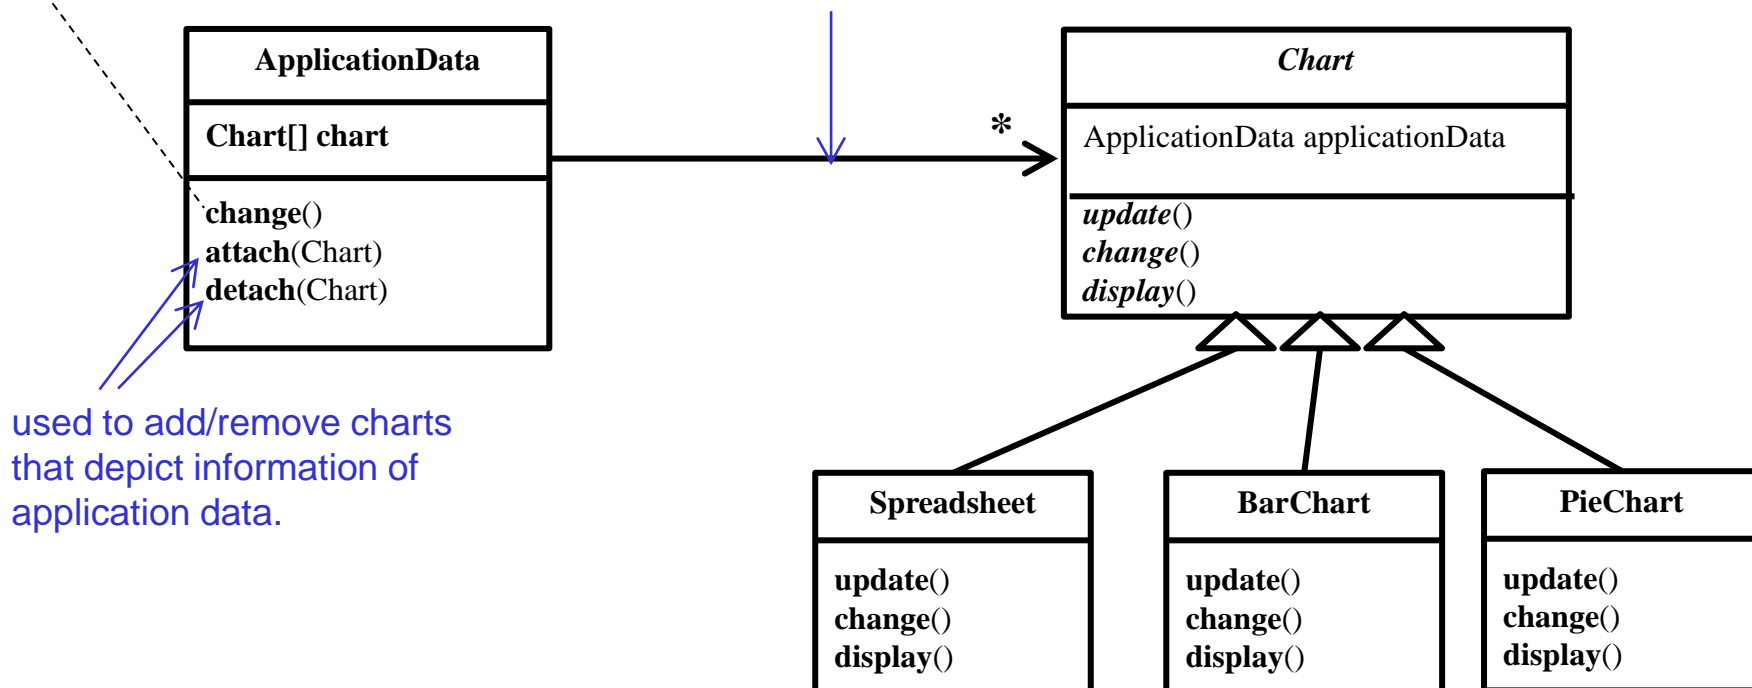 ApplicationData
Chart[] chart
change()
attach(Chart)
detach(Chart)
used to add/remove charts
that depict information of
application data.
*
Chart
ApplicationData applicationData
update()
change()
display()
Spreadsheet
update()
change()
display()
BarChart
update()
change()
display()
PieChart
update()
change()
display()